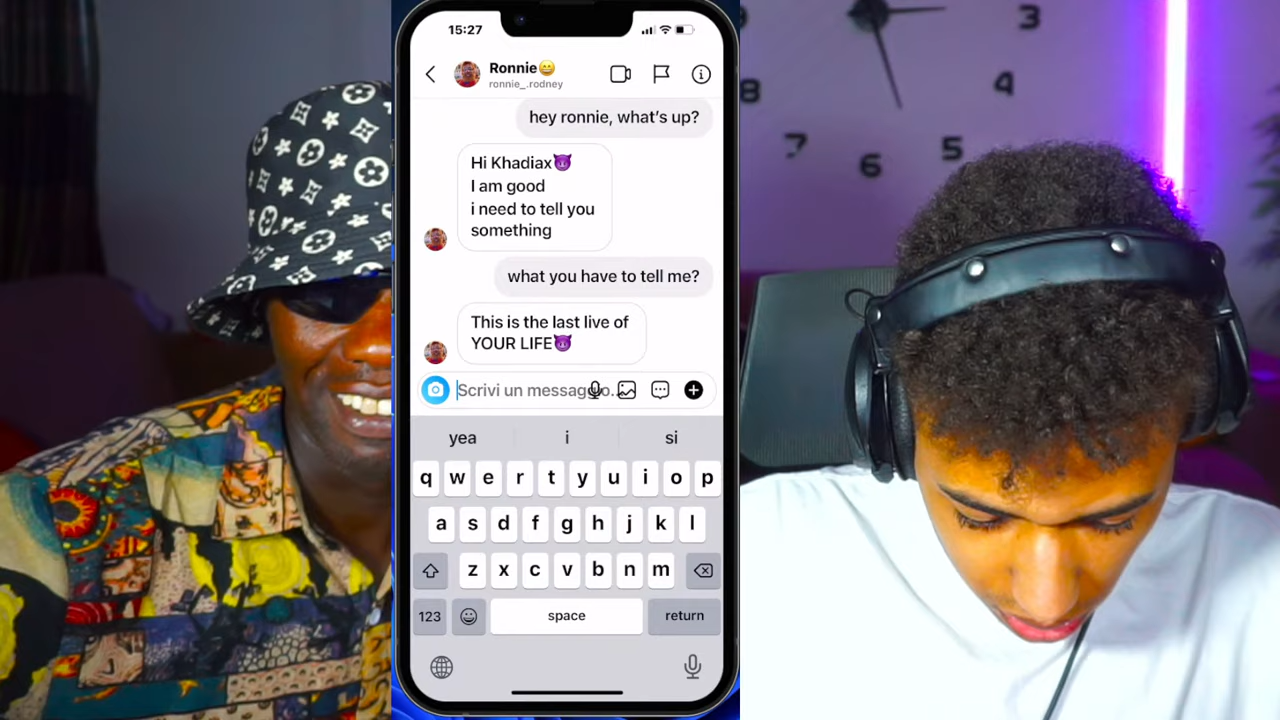 15:27
Ronnie😄
ronnie_.rodney
hey ronnie, what's up?
Hi Khadiax😈
I am good
i need to tell you
something
what you have to tell me?
This is the last live of
YOUR LIFE😈
Scrivi un messaggio...
yea i si
q w e r t y u i o p
a s d f g h j k l
z x c v b n m
123 space return
3
4
5
6
7
8